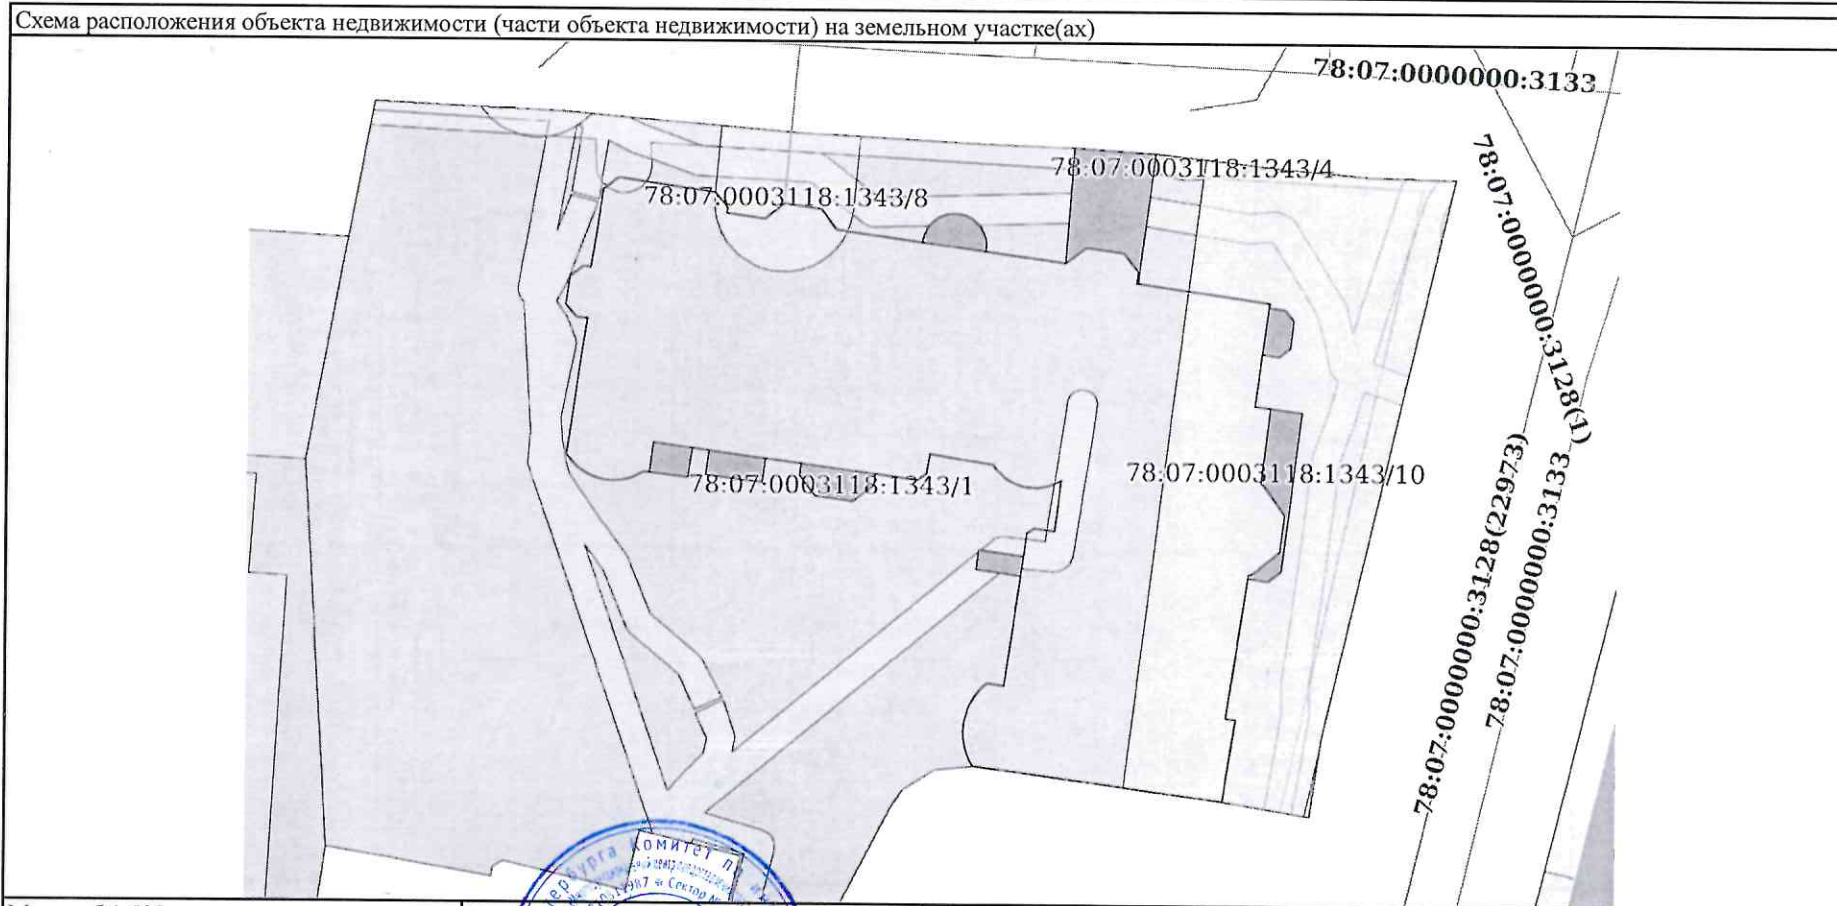 Схема расположения объекта недвижимости (части объекта недвижимости) на земельном участке(ах)
78:07:0000000:3133
78:07:0003118:1343/4
78:07:0003118:1343/8
78:07:0000000:3128(1)
78:07:0003118:1343/10
78:07:0003118:1343/1
78:07:0000000:3128(22973)
78:07:0000000:3133
Комитет
Сектор